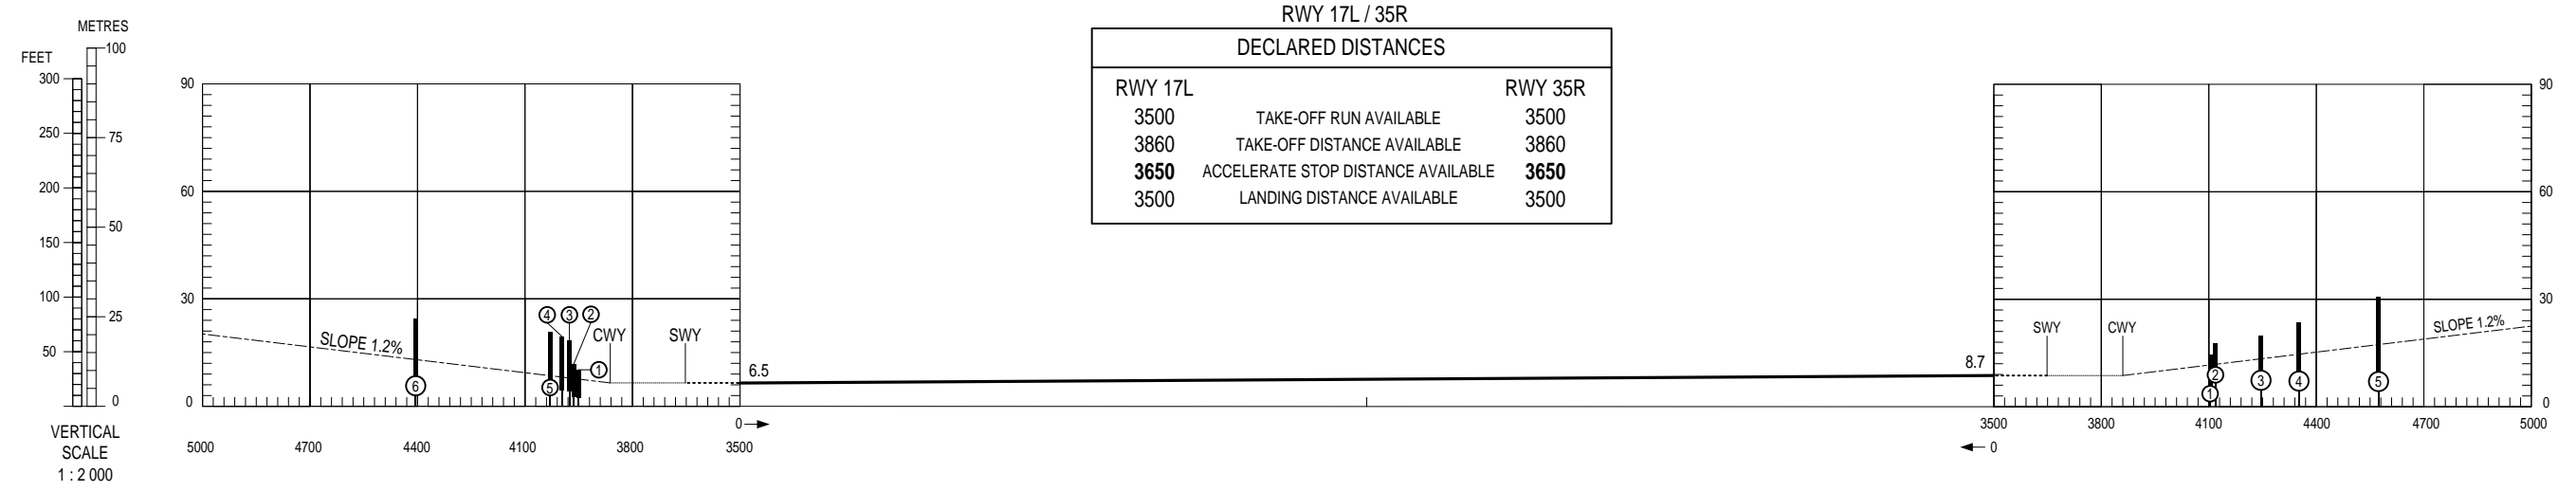 RWY 17L / 35R
DECLARED DISTANCES
RWY 17L RWY 35R
3500 TAKE-OFF RUN AVAILABLE 3500
3860 TAKE-OFF DISTANCE AVAILABLE 3860
3650 ACCELERATE STOP DISTANCE AVAILABLE 3650
3500 LANDING DISTANCE AVAILABLE 3500
METRES
FEET
100
300
250
75
200
150
50
100
25
50
0
VERTICAL
SCALE
1 : 2 000
90
60
30
0
SLOPE 1.2%
4 3 2
CWY SWY
1
6 5
6.5
0
5000 4700 4400 4100 3800 3500
8.7
SWY CWY
SLOPE 1.2%
2
3 4 5
1
90
60
30
0
3500 3800 4100 4400 4700 5000
0